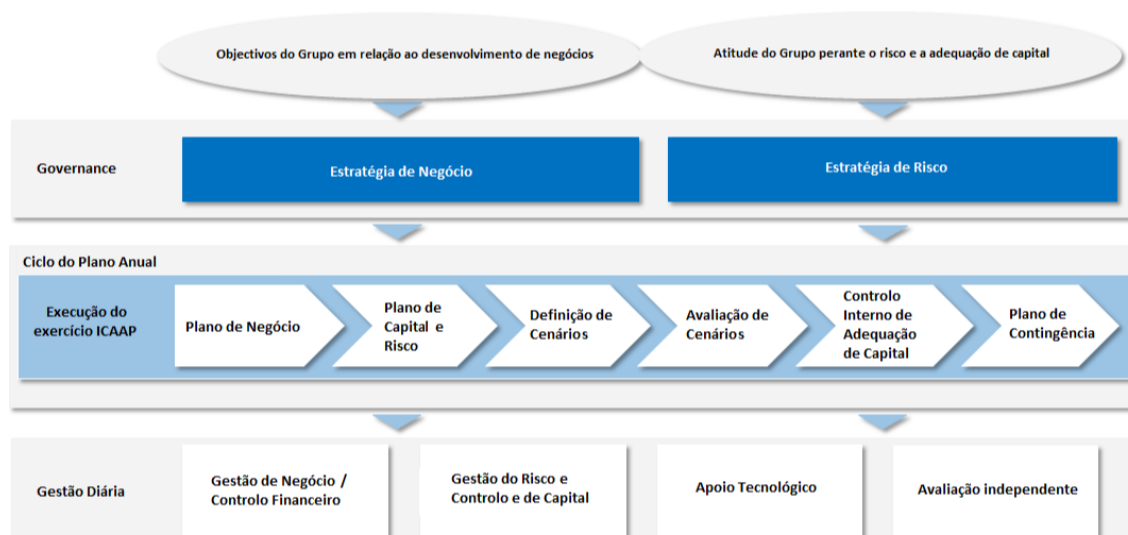 Objectivos do Grupo em relação ao desenvolvimento de negócios
Atitude do Grupo perante o risco e a adequação de capital
Governance
Estratégia de Negócio
Estratégia de Risco
Ciclo do Plano Anual
Execução do
exercício ICAAP
Plano de Negócio
Plano de
Capital e
Risco
Definição de
Cenários
Avaliação de
Cenários
Controlo
Interno de
Adequação
de Capital
Plano de
Contingência
Gestão Diária
Gestão de Negócio /
Controlo Financeiro
Gestão do Risco e
Controlo e de Capital
Apoio Tecnológico
Avaliação independente